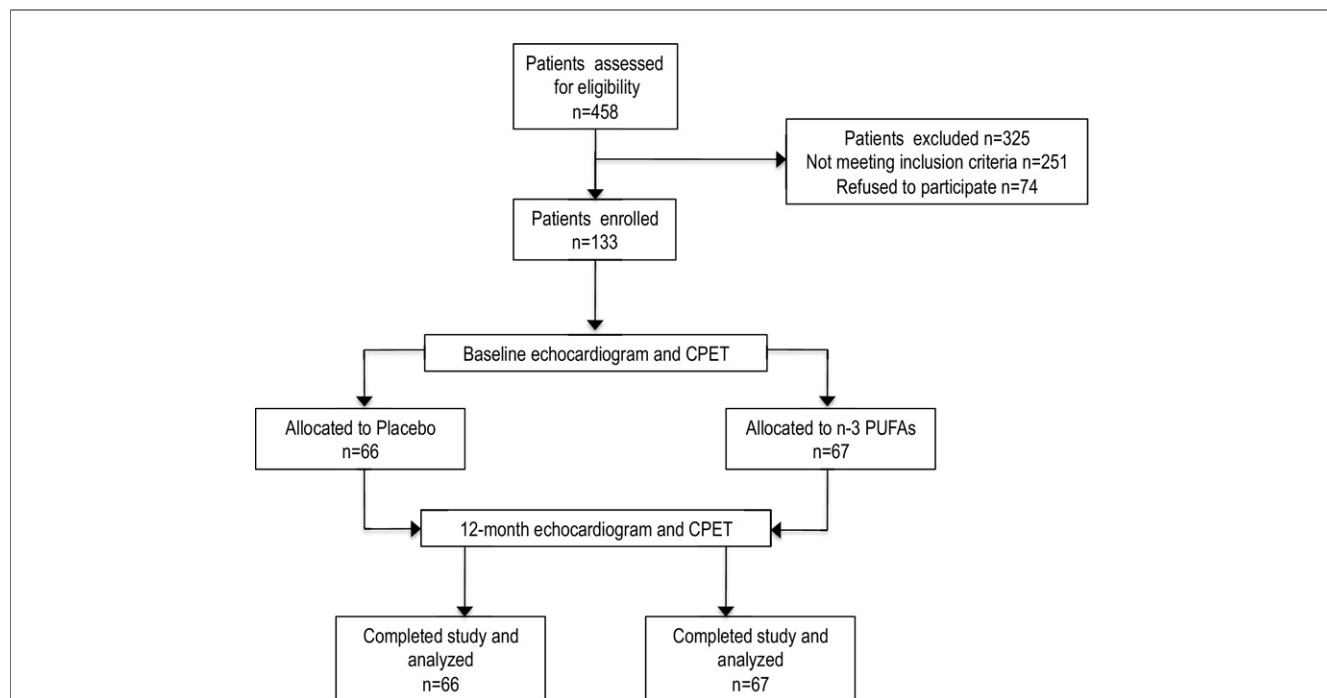 Patients assessed
for eligibility
n=458
Patients excluded n=325
Not meeting inclusion criteria n=251
Refused to participate n=74
Patients enrolled
n=133
Baseline echocardiogram and CPET
Allocated to Placebo
n=66
Allocated to n-3 PUFAs
n=67
12-month echocardiogram and CPET
Completed study and
analyzed
n=66
Completed study and
analyzed
n=67